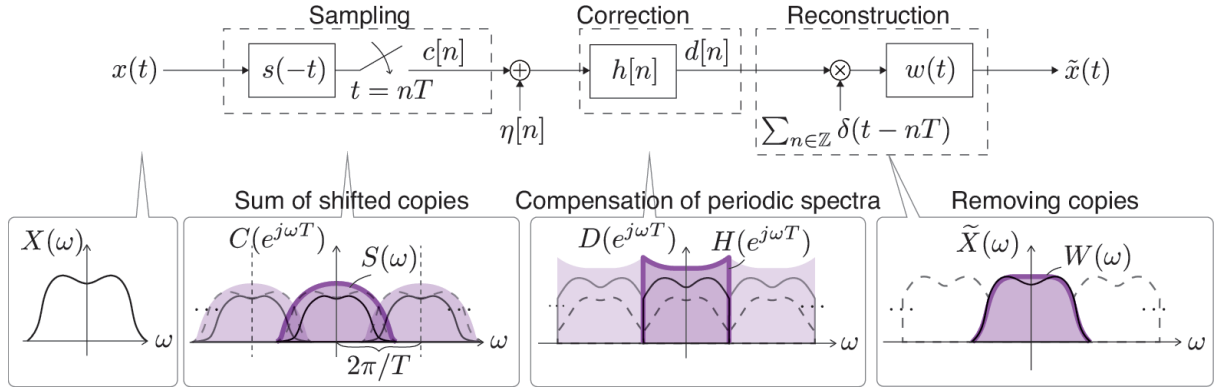 Sampling Correction Reconstruction
x(t) s(−t) c[n] h[n] d[n] w(t) x̃(t)
t = nT
η[n] ∑_{n∈ℤ} δ(t − nT)
Sum of shifted copies Compensation of periodic spectra Removing copies
X(ω) C(e^{jωT}) D(e^{jωT}) H(e^{jωT}) X̃(ω) W(ω)
S(ω)
... ... ... ... ... ...
ω ω ω ω
2π/T